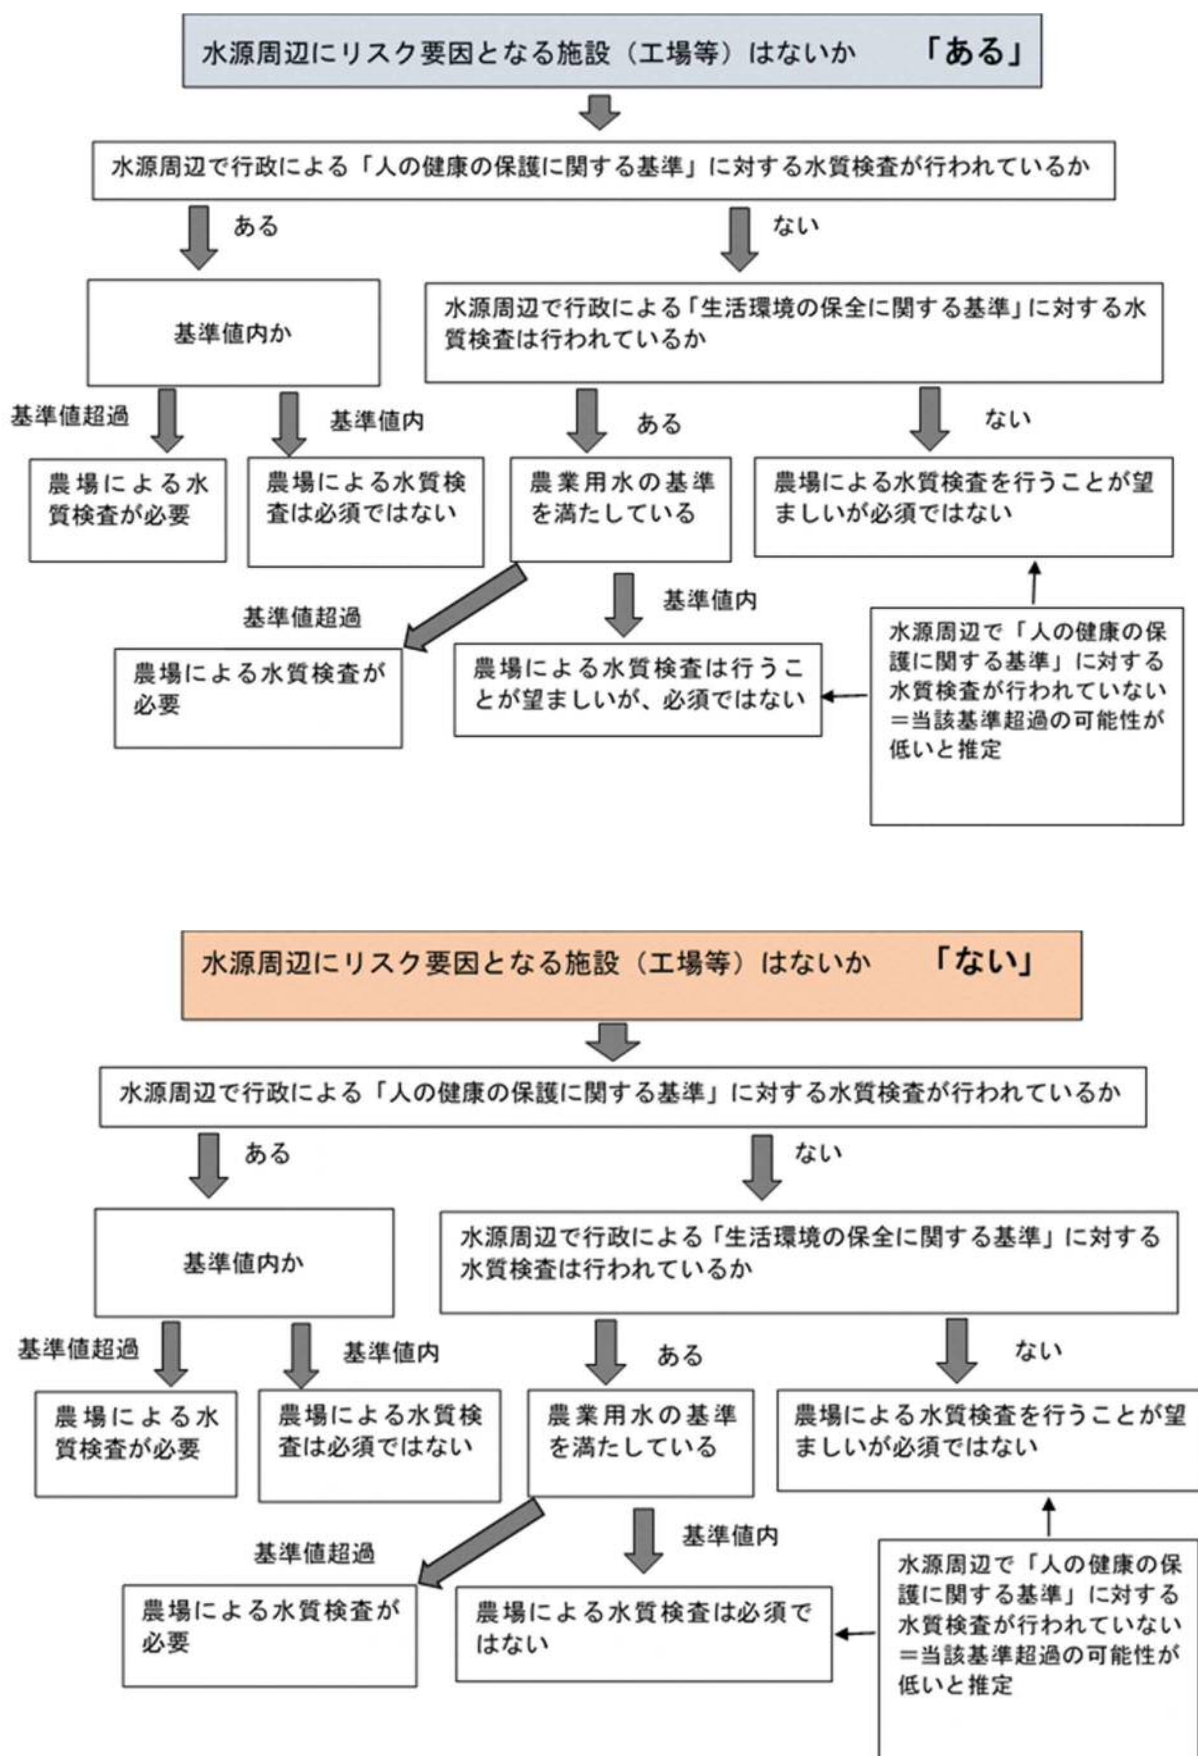 水源周辺にリスク要因となる施設（工場等）はないか　「ある」
水源周辺で行政による「人の健康の保護に関する基準」に対する水質検査が行われているか
ある
ない
基準値内か
水源周辺で行政による「生活環境の保全に関する基準」に対する水
質検査は行われているか
基準値超過
基準値内
ある
ない
農場による水
質検査が必要
農場による水質検
査は必須ではない
農業用水の基準
を満たしている
農場による水質検査を行うことが望
ましいが必須ではない
基準値超過
基準値内
農場による水質検査が
必要
農場による水質検査は行うこ
とが望ましいが、必須ではない
水源周辺で「人の健康の保
護に関する基準」に対する
水質検査が行われていない
＝当該基準超過の可能性が
低いと推定
水源周辺にリスク要因となる施設（工場等）はないか　「ない」
水源周辺で行政による「人の健康の保護に関する基準」に対する水質検査が行われているか
ある
ない
基準値内か
水源周辺で行政による「生活環境の保全に関する基準」に対する
水質検査は行われているか
基準値超過
基準値内
ある
ない
農場による水
質検査が必要
農場による水質検
査は必須ではない
農業用水の基準
を満たしている
農場による水質検査を行うことが望
ましいが必須ではない
基準値超過
基準値内
農場による水質検査が
必要
農場による水質検査は必須で
はない
水源周辺で「人の健康の保
護に関する基準」に対する
水質検査が行われていない
＝当該基準超過の可能性が
低いと推定